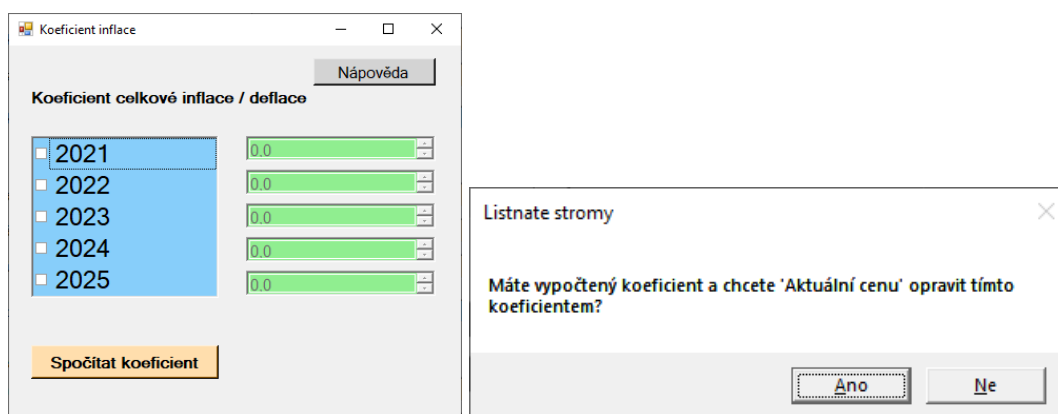 Koeficient inflace
Nápověda
Koeficient celkové inflace / deflace
2021 0.0
2022 0.0
2023 0.0
2024 0.0
2025 0.0
Spočítat koeficient
Listnate stromy
Máte vypočtený koeficient a chcete 'Aktuální cenu' opravit tímto
koeficientem?
Ano Ne